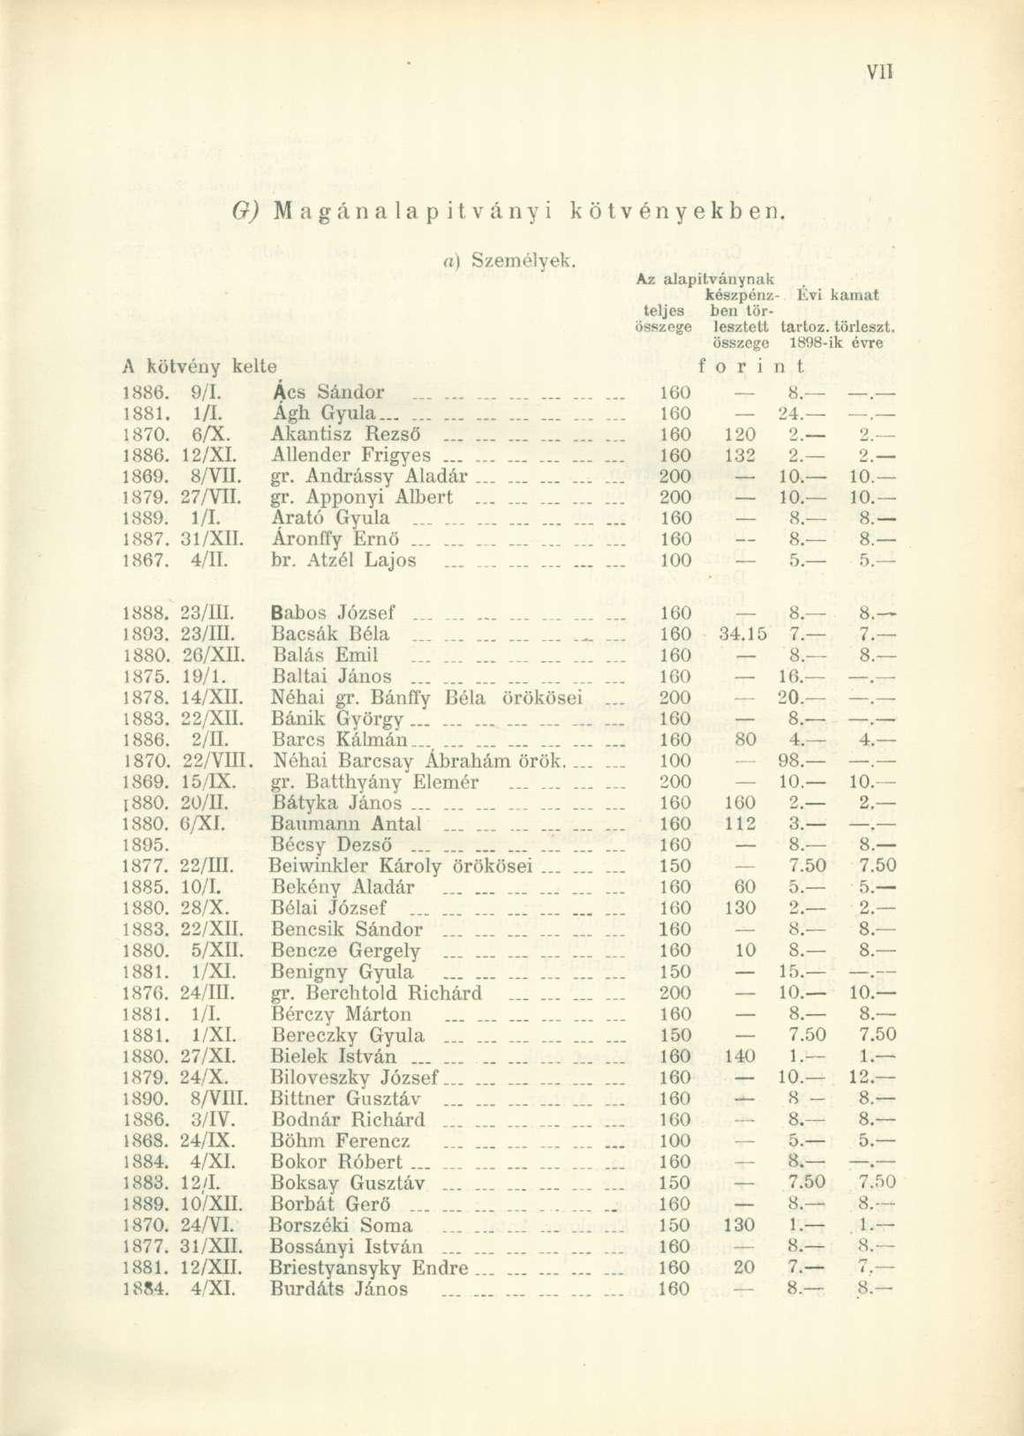 VII
G) Magánalapitványi kötvényekben.
a) Személyek.
Az alapitványnak
készpénz- Évi kamat
teljes ben tör-
összege lesztett tartoz. törleszt.
összege 1898-ik évre
A kötvény kelte forint
1886. 9/I. Ács Sándor 160 — 8.— —.—
1881. 1/I. Ágh Gyula 160 — 24.— —.—
1870. 6/X. Akantisz Rezső 160 120 2.— 2.—
1886. 12/XI. Allender Frigyes 160 132 2.— 2.—
1869. 8/VII. gr. Andrássy Aladár 200 — 10.— 10.—
1879. 27/VII. gr. Apponyi Albert 200 — 10.— 10.—
1889. 1/I. Arató Gyula 160 — 8.— 8.—
1887. 31/XII. Áronffy Ernő 160 — 8.— 8.—
1867. 4/II. br. Atzél Lajos 100 — 5.— 5.—
1888. 23/III. Babos József 160 — 8.— 8.—
1893. 23/III. Bacsák Béla 160 34.15 7.— 7.—
1880. 26/XII. Balás Emil 160 — 8.— 8.—
1875. 19/1. Baltai János 160 — 16.— —.—
1878. 14/XII. Néhai gr. Bánffy Béla örökösei 200 — 20.— —.—
1883. 22/XII. Bánik György 160 — 8.— —.—
1886. 2/II. Barcs Kálmán 160 80 4.— 4.—
1870. 22/VIII. Néhai Barcsay Ábrahám örök. 100 — 98.— —.—
1869. 15/IX. gr. Batthyány Elemér 200 — 10.— 10.—
1880. 20/II. Bátyka János 160 160 2.— 2.—
1880. 6/XI. Baumann Antal 160 112 3.— —.—
1895. Bécsy Dezső 160 — 8.— 8.—
1877. 22/III. Beiwinkler Károly örökösei 150 — 7.50 7.50
1885. 10/I. Bekény Aladár 160 60 5.— 5.—
1880. 28/X. Bélai József 160 130 2.— 2.—
1883. 22/XII. Bencsik Sándor 160 — 8.— 8.—
1880. 5/XII. Bencze Gergely 160 10 8.— 8.—
1881. 1/XI. Benigny Gyula 150 — 15.— —.—
1876. 24/III. gr. Berchtold Richárd 200 — 10.— 10.—
1881. 1/I. Bérczy Márton 160 — 8.— 8.—
1881. 1/XI. Bereczky Gyula 150 — 7.50 7.50
1880. 27/XI. Bielek István 160 140 1.— 1.—
1879. 24/X. Biloveszky József 160 — 10.— 12.—
1890. 8/VIII. Bittner Gusztáv 160 — 8 — 8.—
1886. 3/IV. Bodnár Richárd 160 — 8.— 8.—
1868. 24/IX. Böhm Ferencz 100 — 5.— 5.—
1884. 4/XI. Bokor Róbert 160 — 8.— —.—
1883. 12/I. Boksay Gusztáv 150 — 7.50 7.50
1889. 10/XII. Borbát Gerő 160 — 8.— 8.—
1870. 24/VI. Borszéki Soma 150 130 1.— 1.—
1877. 31/XII. Bossányi István 160 — 8.— 8.—
1881. 12/XII. Briestyansyky Endre 160 20 7.— 7.—
1884. 4/XI. Burdáts János 160 — 8.— 8.—